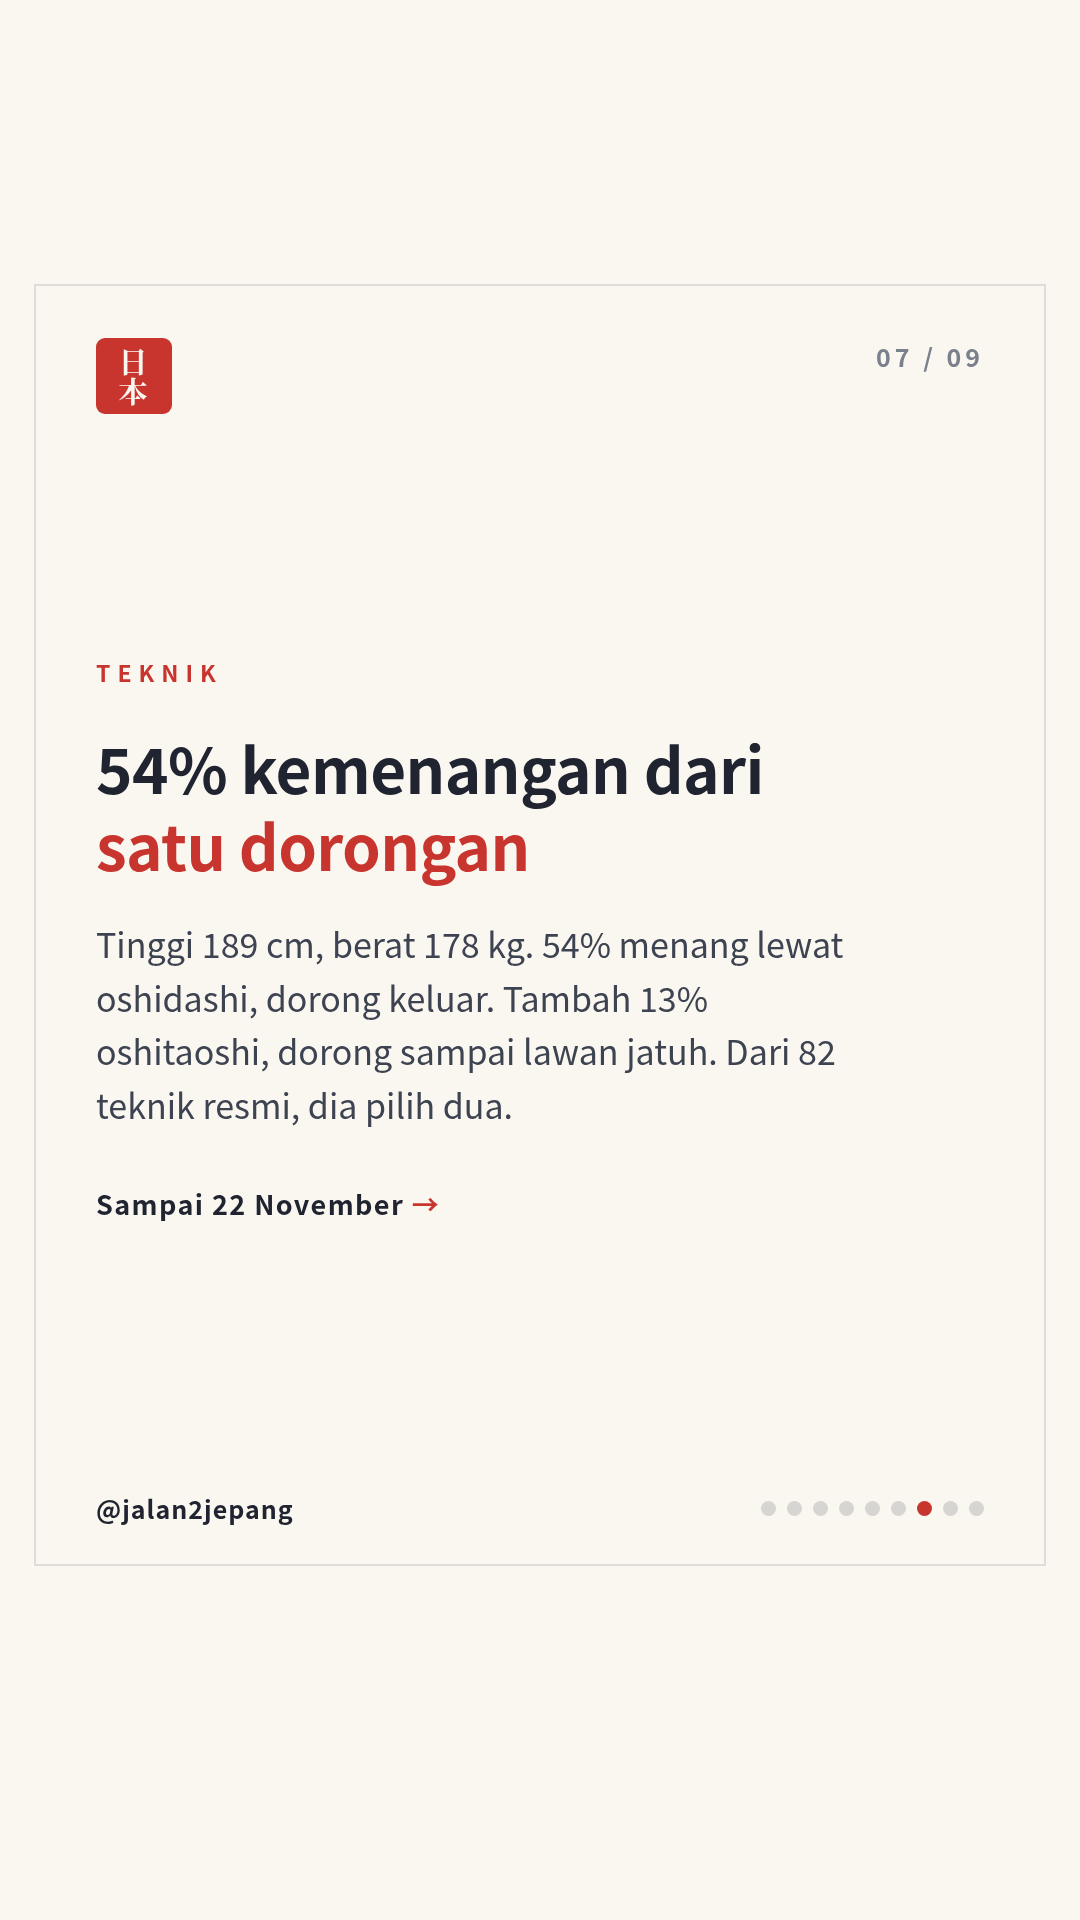 日
本
07 / 09
TEKNIK
54% kemenangan dari
satu dorongan
Tinggi 189 cm, berat 178 kg. 54% menang lewat
oshidashi, dorong keluar. Tambah 13%
oshitaoshi, dorong sampai lawan jatuh. Dari 82
teknik resmi, dia pilih dua.
Sampai 22 November →
@jalan2jepang